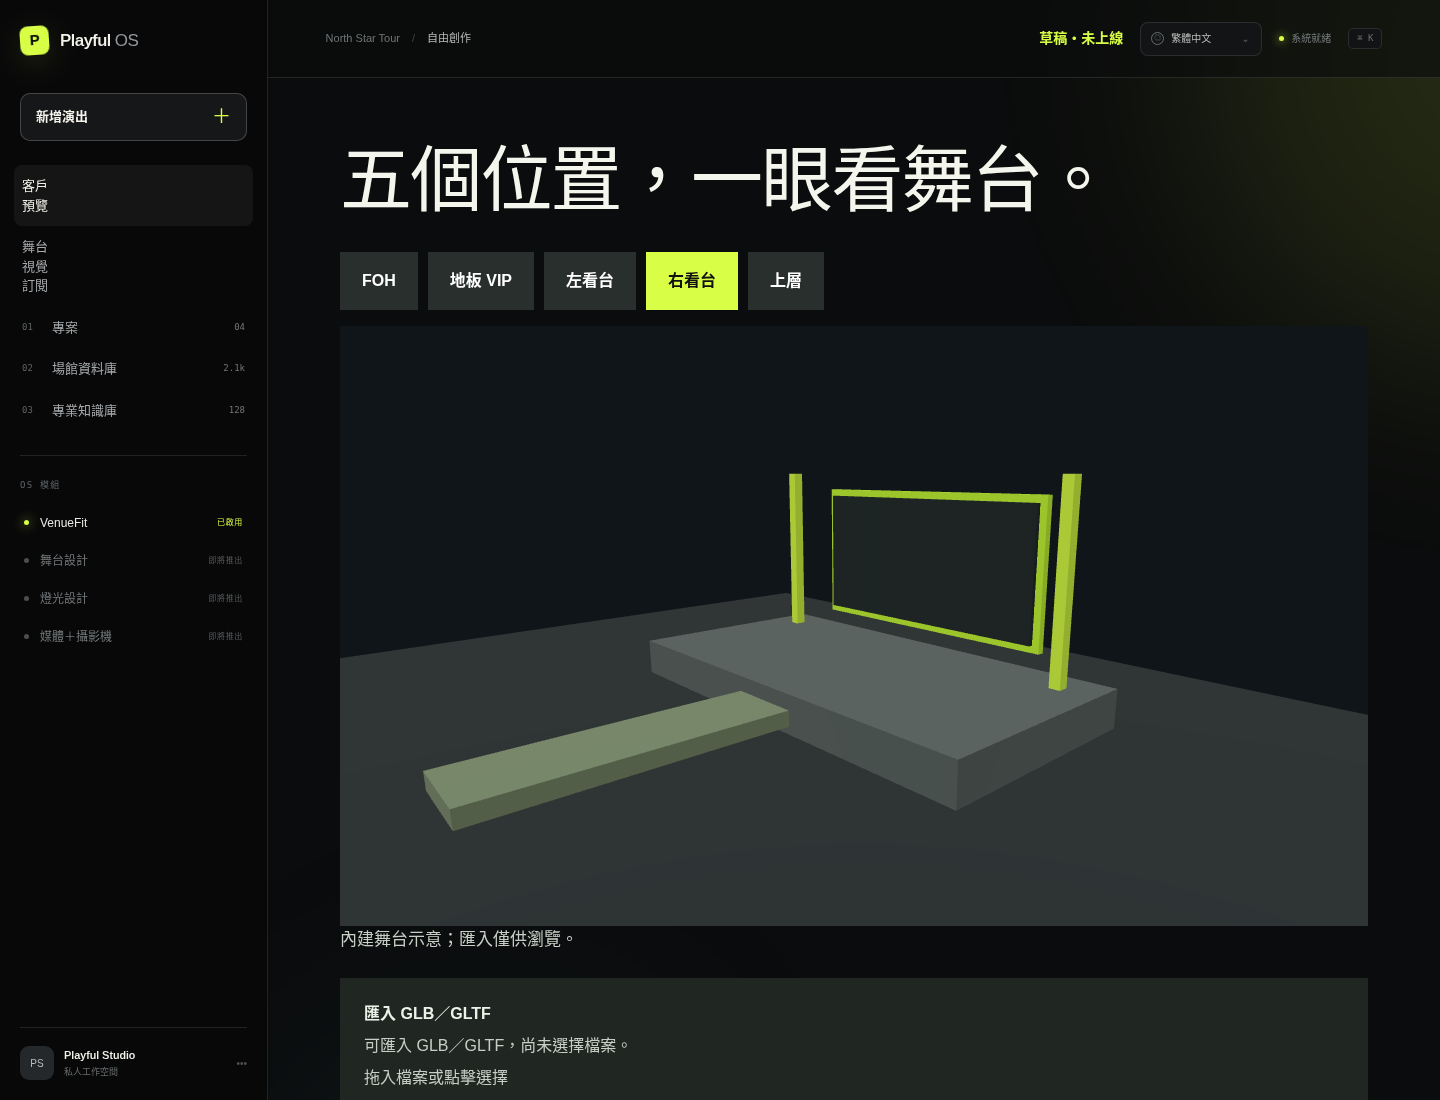 P Playful OS
新增演出 +
客戶
預覽
舞台
視覺
訂閱
01 專案 04
02 場館資料庫 2.1k
03 專業知識庫 128
OS 模組
VenueFit 已啟用
舞台設計 即將推出
燈光設計 即將推出
媒體＋攝影機 即將推出
PS Playful Studio
私人工作空間
North Star Tour / 自由創作
草稿・未上線
繁體中文
系統就緒
⌘ K
五個位置，一眼看舞台。
FOH 地板 VIP 左看台 右看台 上層
內建舞台示意；匯入僅供瀏覽。
匯入 GLB／GLTF
可匯入 GLB／GLTF，尚未選擇檔案。
拖入檔案或點擊選擇